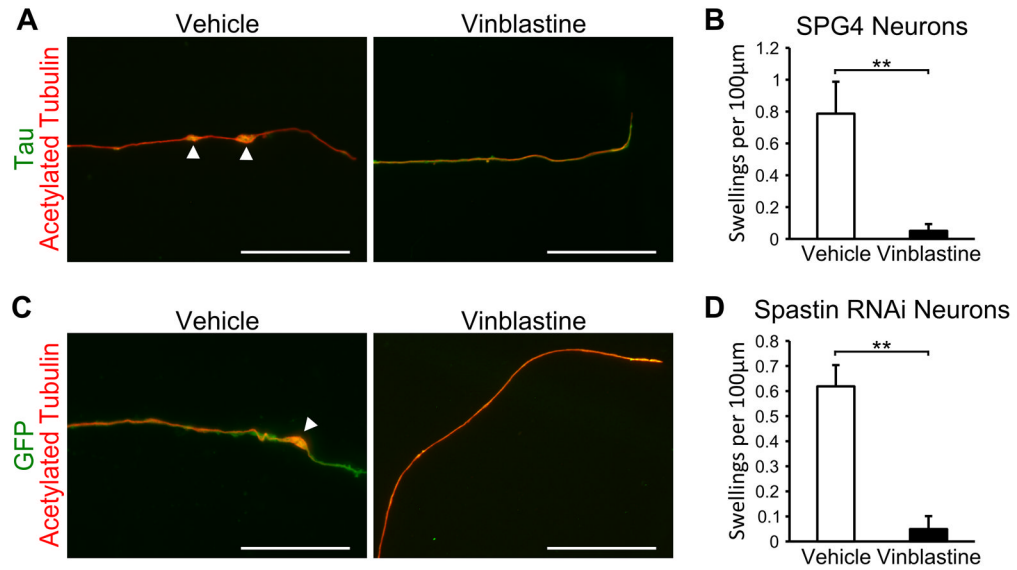 A
Vehicle
Vinblastine
Tau
Acetylated Tubulin
B
SPG4 Neurons
Swellings per 100µm
1.2
1
0.8
0.6
0.4
0.2
0
**
Vehicle Vinblastine
C
Vehicle
Vinblastine
GFP
Acetylated Tubulin
D
Spastin RNAi Neurons
Swellings per 100µm
0.8
0.7
0.6
0.5
0.4
0.3
0.2
0.1
0
**
Vehicle Vinblastine